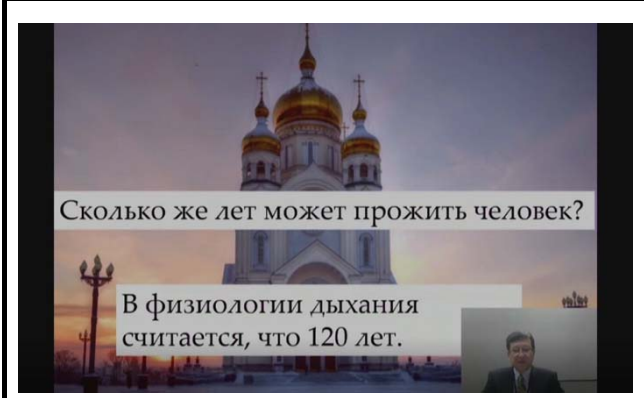 Сколько же лет может прожить человек?
В физиологии дыхания
считается, что 120 лет.